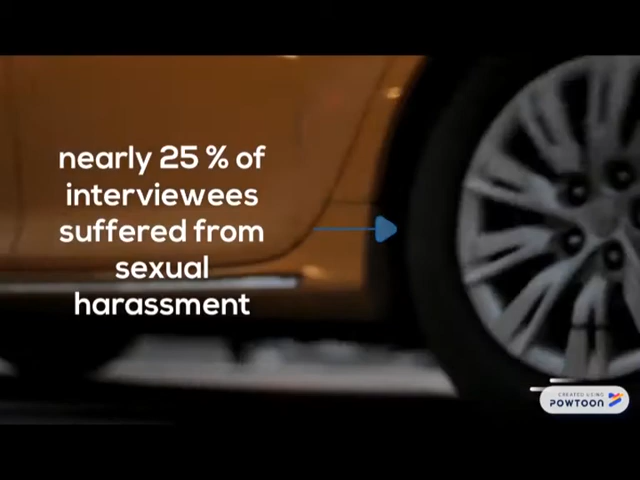 nearly 25 % of
interviewees
suffered from
sexual
harassment
CREATED USING
POWTOON